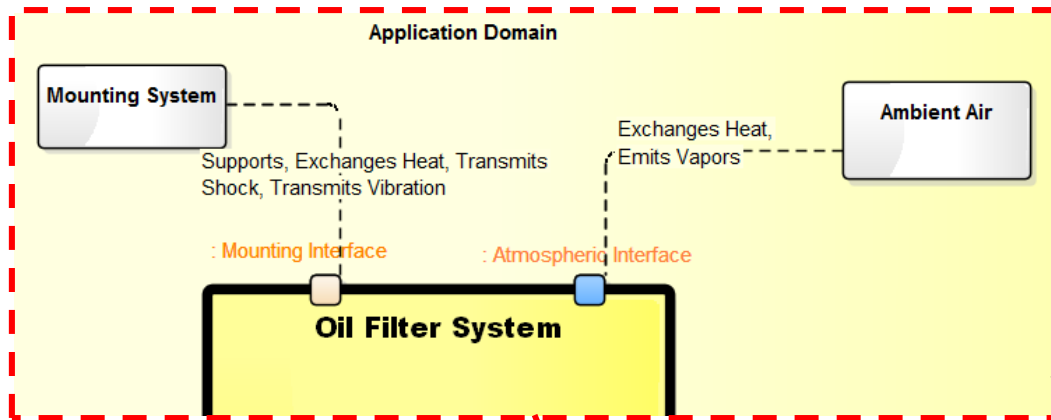 Application Domain
Mounting System
Ambient Air
Exchanges Heat,
Emits Vapors
Supports, Exchanges Heat, Transmits
Shock, Transmits Vibration
: Mounting Interface
: Atmospheric Interface
Oil Filter System